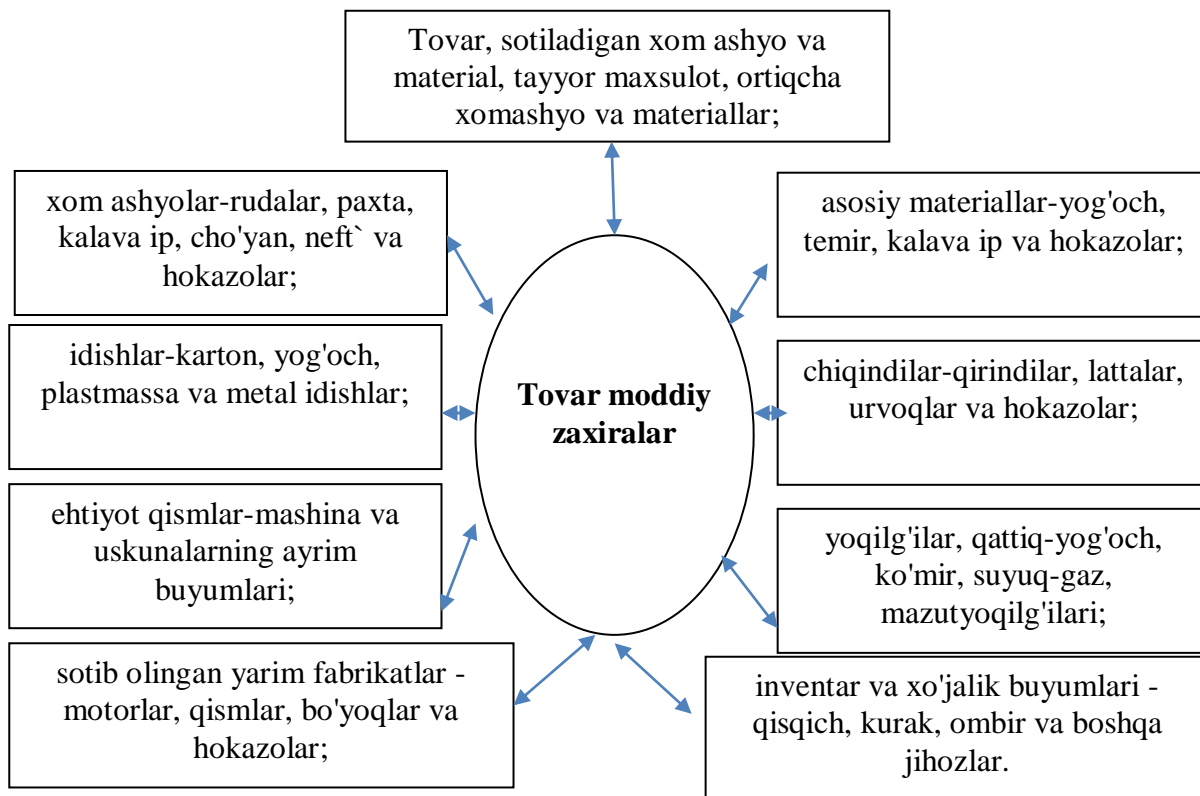 Tovar, sotiladigan xom ashyo va
material, tayyor maxsulot, ortiqcha
xomashyo va materiallar;
xom ashyolar-rudalar, paxta,
kalava ip, cho'yan, neft` va
hokazolar;
asosiy materiallar-yog'och,
temir, kalava ip va hokazolar;
idishlar-karton, yog'och,
plastmassa va metal idishlar;
Tovar moddiy
zaxiralar
chiqindilar-qirindilar, lattalar,
urvoqlar va hokazolar;
ehtiyot qismlar-mashina va
uskunalarning ayrim
buyumlari;
yoqilg'ilar, qattiq-yog'och,
ko'mir, suyuq-gaz,
mazutyoqilg'ilari;
sotib olingan yarim fabrikatlar -
motorlar, qismlar, bo'yoqlar va
hokazolar;
inventar va xo'jalik buyumlari -
qisqich, kurak, ombir va boshqa
jihozlar.